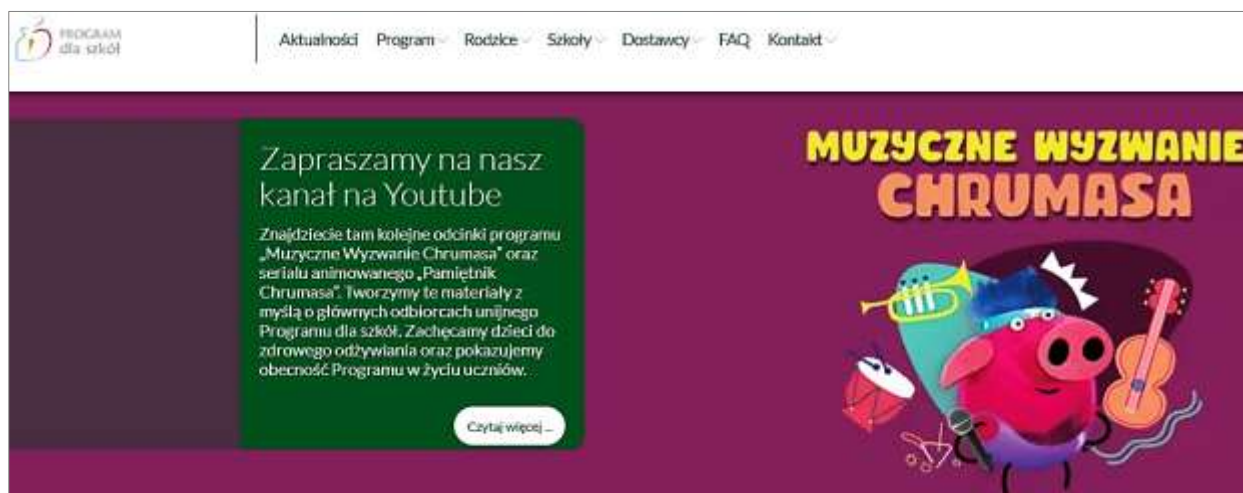 PROGRAM
dla szkół
Aktualności Program Rodzice Szkoły Dostawcy FAQ Kontakt
Zapraszamy na nasz
kanał na Youtube
Znajdziecie tam kolejne odcinki programu
„Muzyczne Wyzwanie Chrumasa” oraz
serialu animowanego „Pamiętnik
Chrumasa”. Tworzymy te materiały z
myślą o głównych odbiorcach unijnego
Programu dla szkół. Zachęcamy dzieci do
zdrowego odżywiania oraz pokazujemy
obecność Programu w życiu uczniów.
Czytaj więcej ...
MUZYCZNE WYZWANIE
CHRUMASA